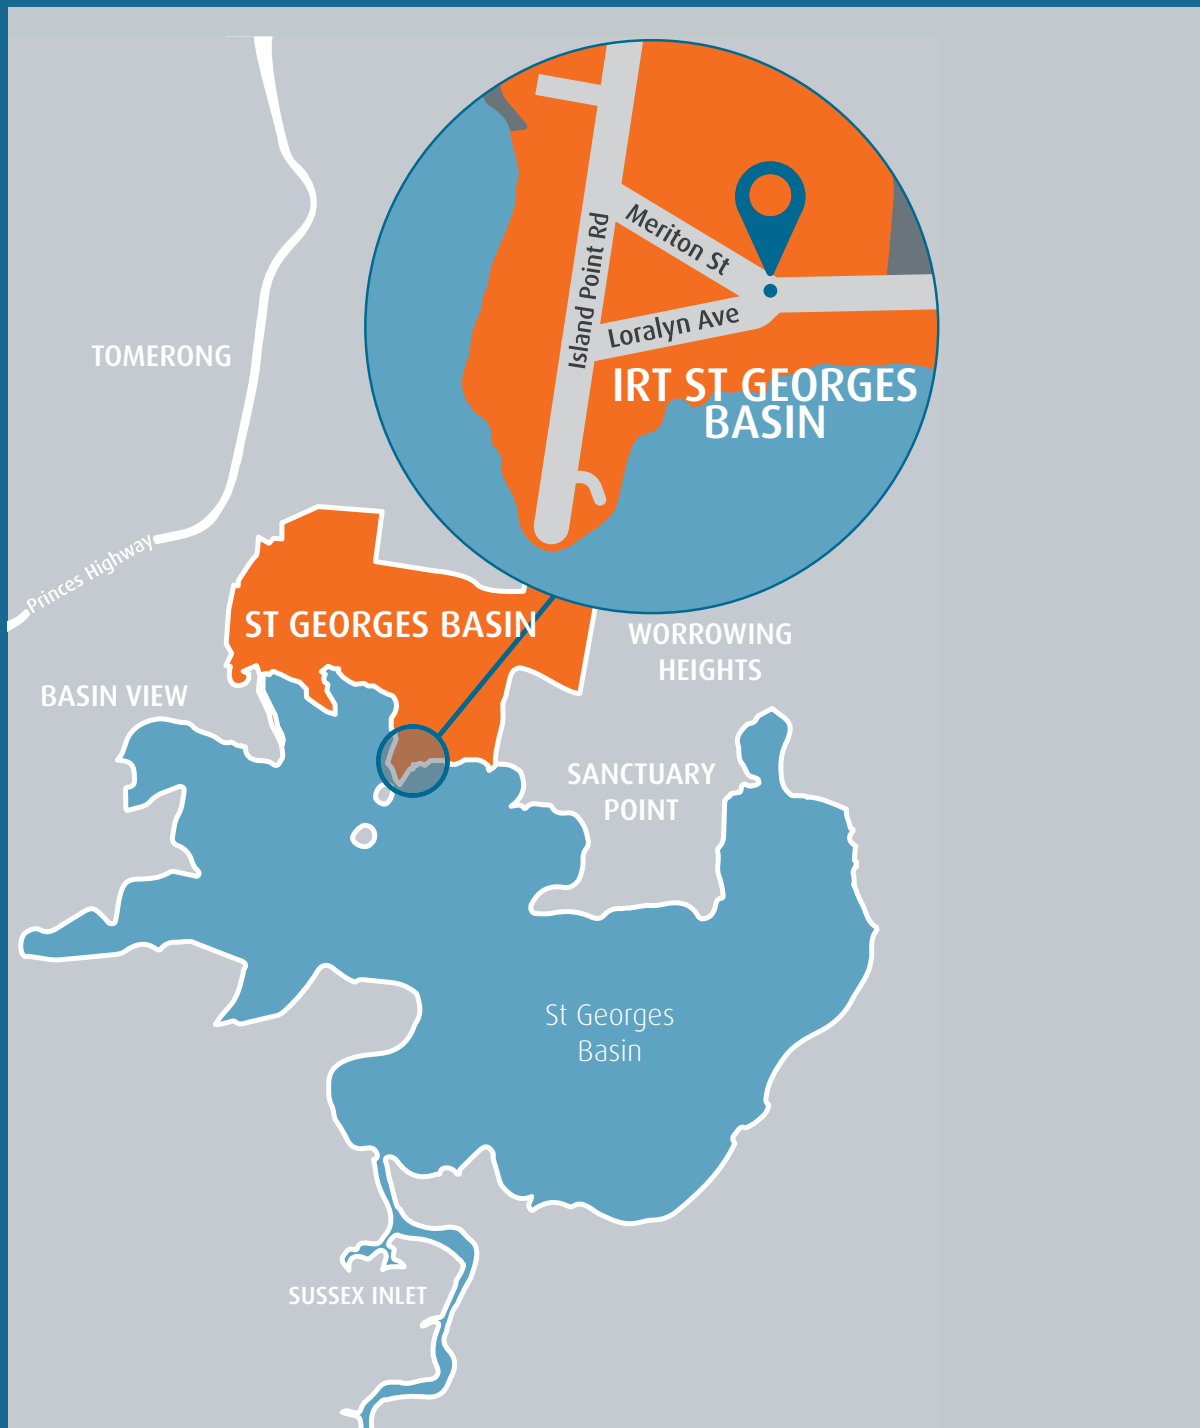 Island Point Rd
Meriton St
Loralyn Ave
IRT ST GEORGES
BASIN
TOMERONG
Princes Highway
ST GEORGES BASIN
WORROWING
HEIGHTS
BASIN VIEW
SANCTUARY
POINT
St Georges
Basin
SUSSEX INLET